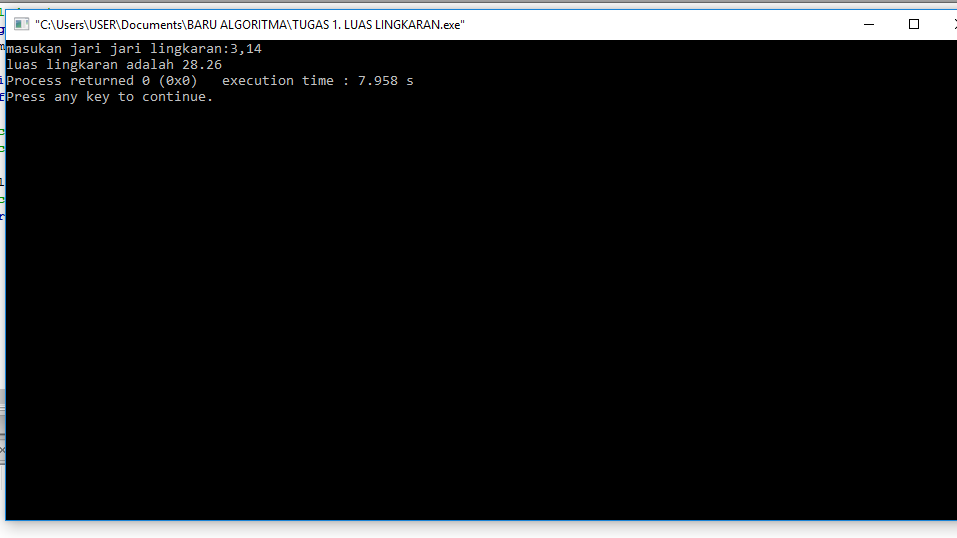 "C:\Users\USER\Documents\BARU ALGORITMA\TUGAS 1. LUAS LINGKARAN.exe"
masukan jari jari lingkaran:3,14
luas lingkaran adalah 28.26
Process returned 0 (0x0)   execution time : 7.958 s
Press any key to continue.